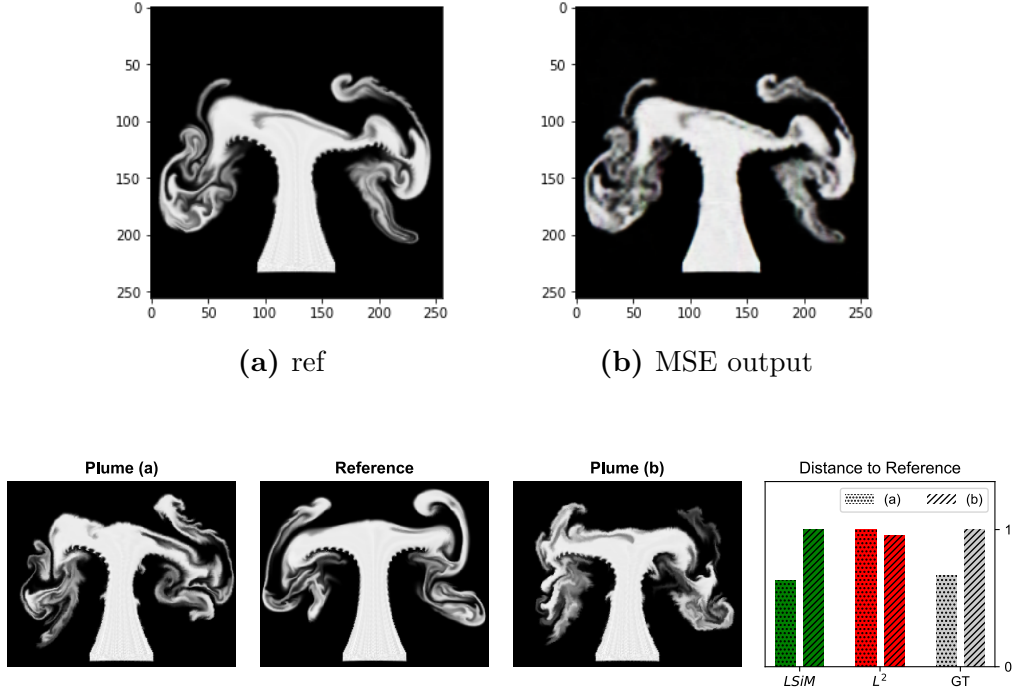 0
50
100
150
200
250
0 50 100 150 200 250
(a) ref
0
50
100
150
200
250
0 50 100 150 200 250
(b) MSE output
Plume (a)
Reference
Plume (b)
Distance to Reference
(a) (b)
1
0
LSiM L² GT